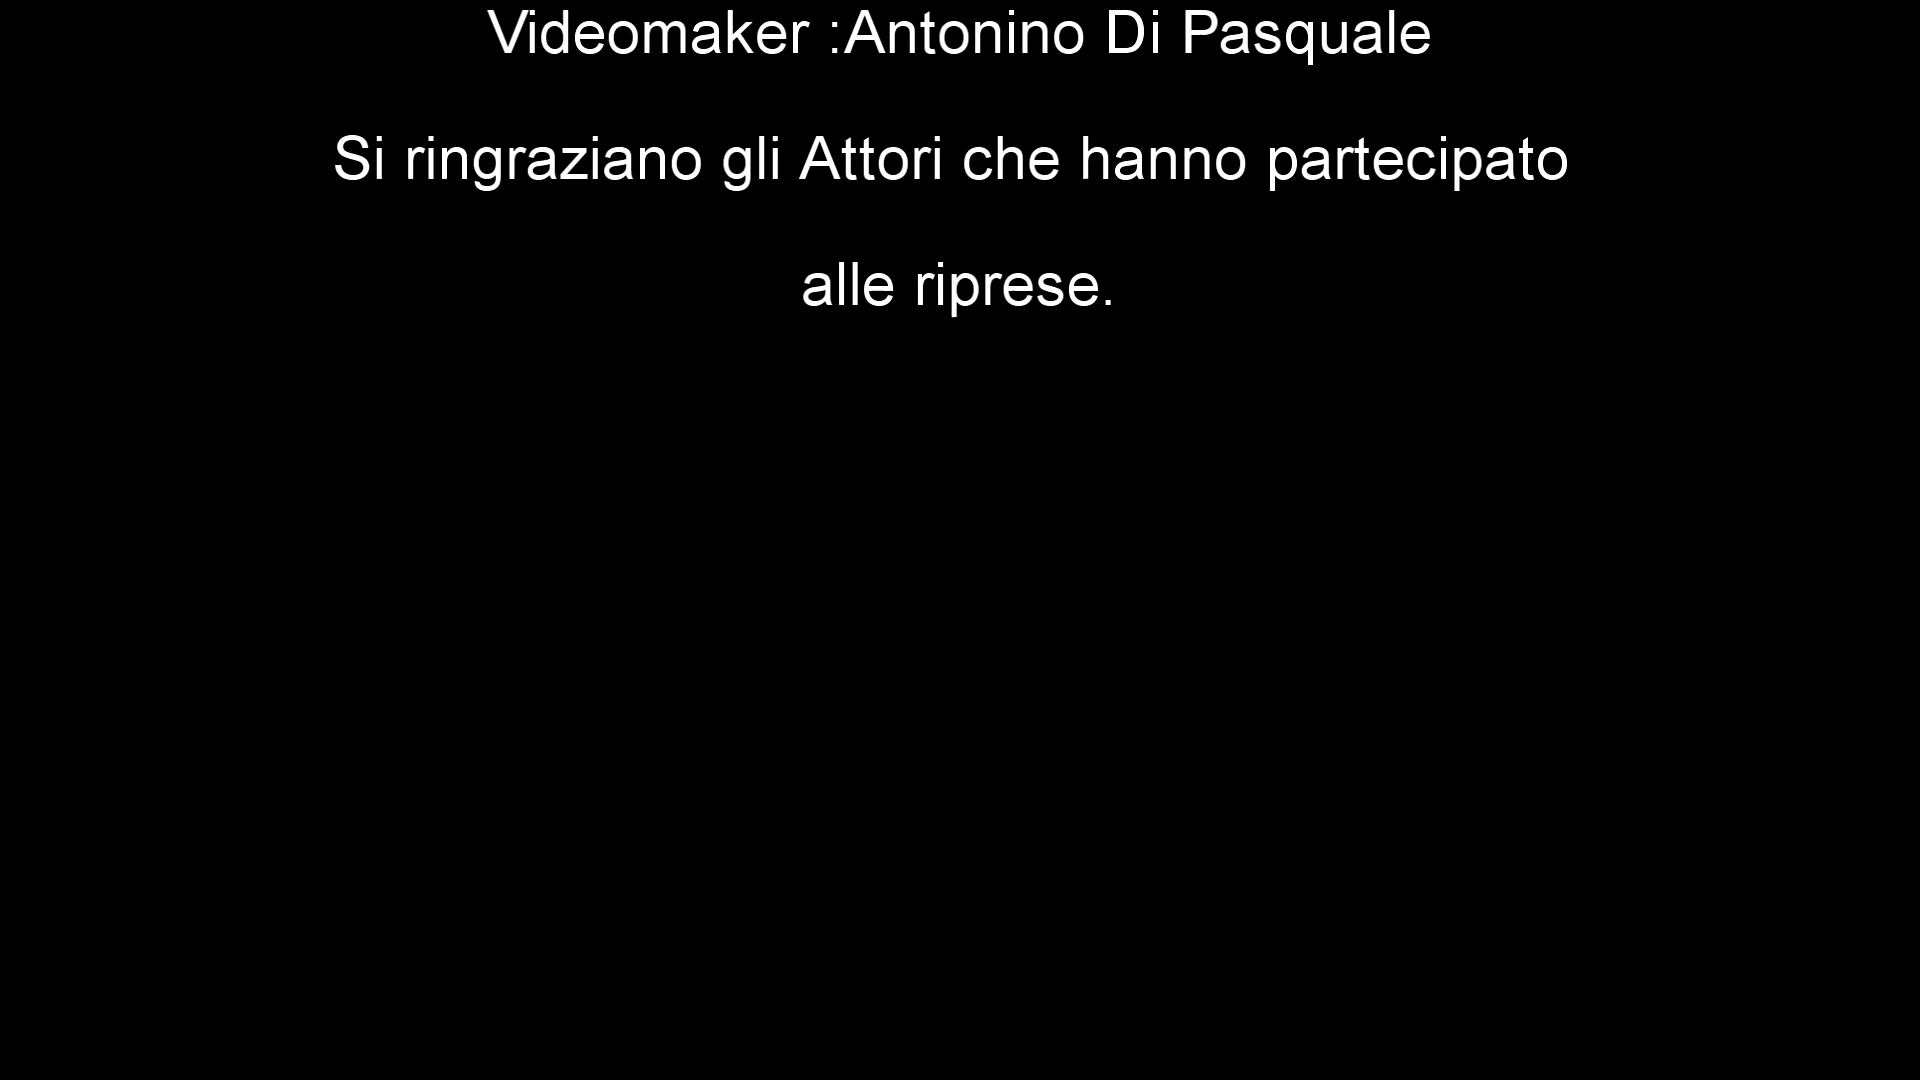 Videomaker :Antonino Di Pasquale
Si ringraziano gli Attori che hanno partecipato
alle riprese.